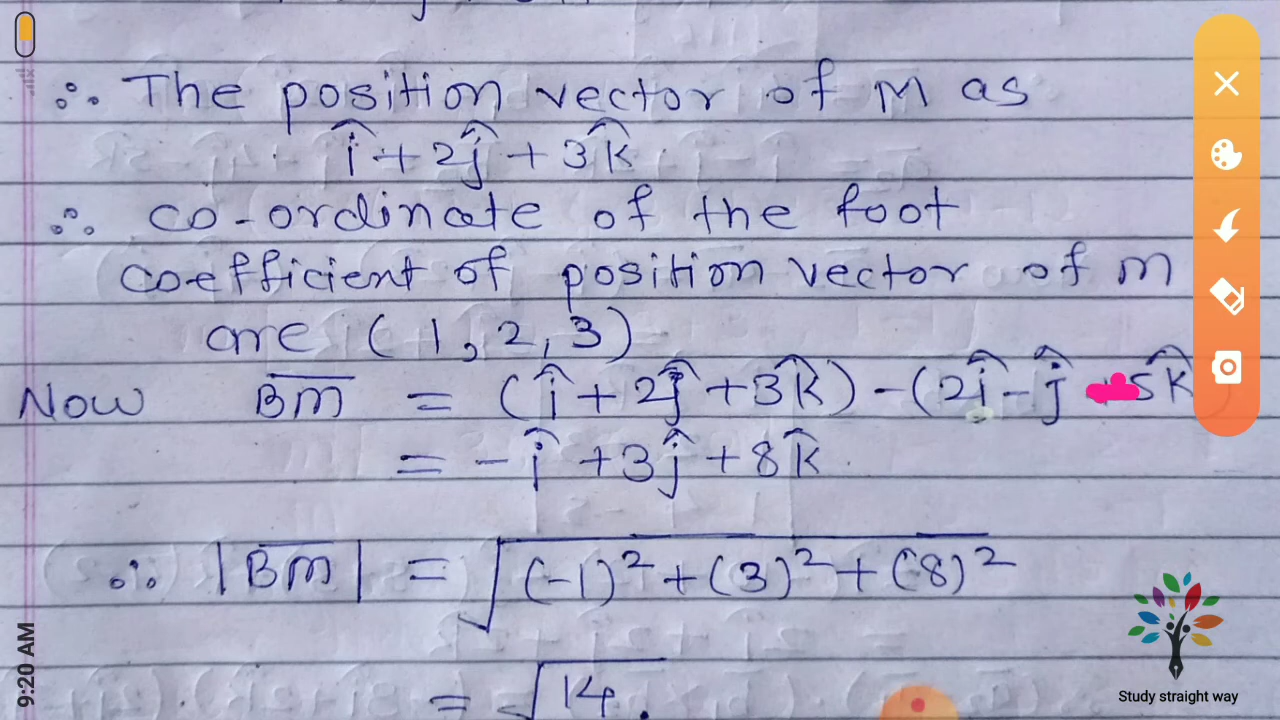 ∴ The position vector of M as
î + 2ĵ + 3k̂
∴ co-ordinate of the foot
coefficient of position vector of m
are (1, 2, 3)
Now B̅M̅ = (î + 2ĵ + 3k̂) - (2î - ĵ 5k̂)
= - î + 3ĵ + 8k̂
∴ |B̅M̅| = √(-1)² + (3)² + (8)²
= √14.
Study straight way
9:20 AM